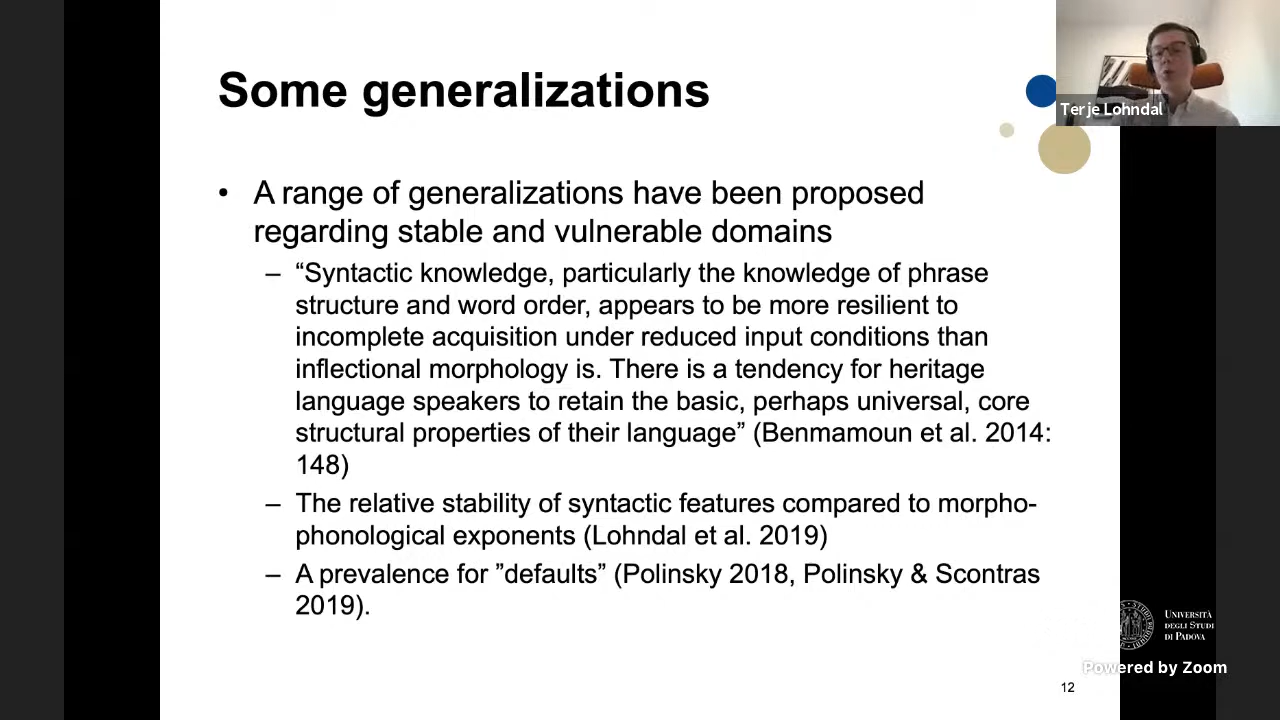 Some generalizations
Terje Lohndal
• A range of generalizations have been proposed
regarding stable and vulnerable domains
– “Syntactic knowledge, particularly the knowledge of phrase
structure and word order, appears to be more resilient to
incomplete acquisition under reduced input conditions than
inflectional morphology is. There is a tendency for heritage
language speakers to retain the basic, perhaps universal, core
structural properties of their language” (Benmamoun et al. 2014:
148)
– The relative stability of syntactic features compared to morpho-
phonological exponents (Lohndal et al. 2019)
– A prevalence for ”defaults” (Polinsky 2018, Polinsky & Scontras
2019).
UNIVERSITÀ
DEGLI STUDI
DI PADOVA
Powered by Zoom
12